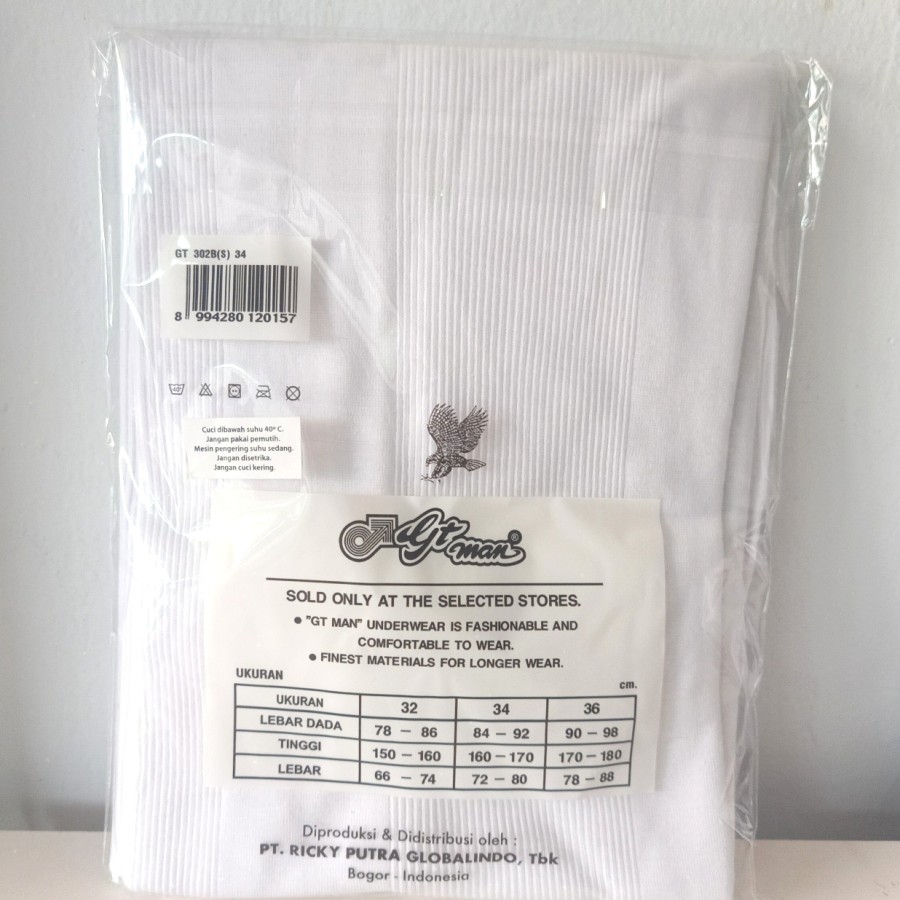 GT 302B(S) 34
8 994280 120157
40°
Cuci dibawah suhu 40º C.
Jangan pakai pemutih.
Mesin pengering suhu sedang.
Jangan disetrika.
Jangan cuci kering.
Gt man®
SOLD ONLY AT THE SELECTED STORES.
● "GT MAN" UNDERWEAR IS FASHIONABLE AND
COMFORTABLE TO WEAR.
● FINEST MATERIALS FOR LONGER WEAR.
UKURAN cm.
UKURAN 32 34 36
LEBAR DADA 78 – 86 84 – 92 90 – 98
TINGGI 150 – 160 160 – 170 170 – 180
LEBAR 66 – 74 72 – 80 78 – 88
Diproduksi & Didistribusi oleh :
PT. RICKY PUTRA GLOBALINDO, Tbk
Bogor - Indonesia